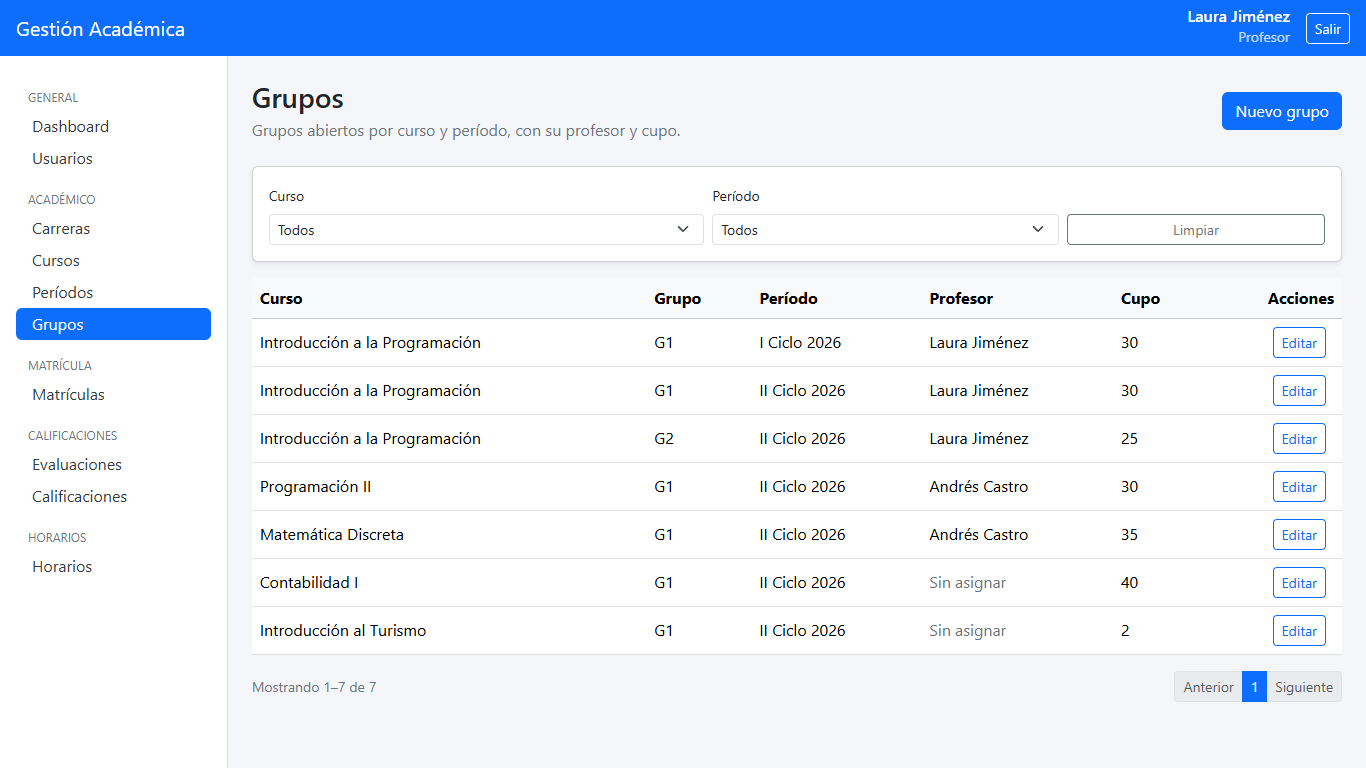 Gestión Académica
Laura Jiménez
Profesor
Salir
GENERAL
Dashboard
Usuarios
ACADÉMICO
Carreras
Cursos
Períodos
Grupos
MATRÍCULA
Matrículas
CALIFICACIONES
Evaluaciones
Calificaciones
HORARIOS
Horarios
Grupos
Grupos abiertos por curso y período, con su profesor y cupo.
Nuevo grupo
Curso Período
Todos Todos Limpiar
Curso Grupo Período Profesor Cupo Acciones
Introducción a la Programación G1 I Ciclo 2026 Laura Jiménez 30 Editar
Introducción a la Programación G1 II Ciclo 2026 Laura Jiménez 30 Editar
Introducción a la Programación G2 II Ciclo 2026 Laura Jiménez 25 Editar
Programación II G1 II Ciclo 2026 Andrés Castro 30 Editar
Matemática Discreta G1 II Ciclo 2026 Andrés Castro 35 Editar
Contabilidad I G1 II Ciclo 2026 Sin asignar 40 Editar
Introducción al Turismo G1 II Ciclo 2026 Sin asignar 2 Editar
Mostrando 1–7 de 7 Anterior 1 Siguiente